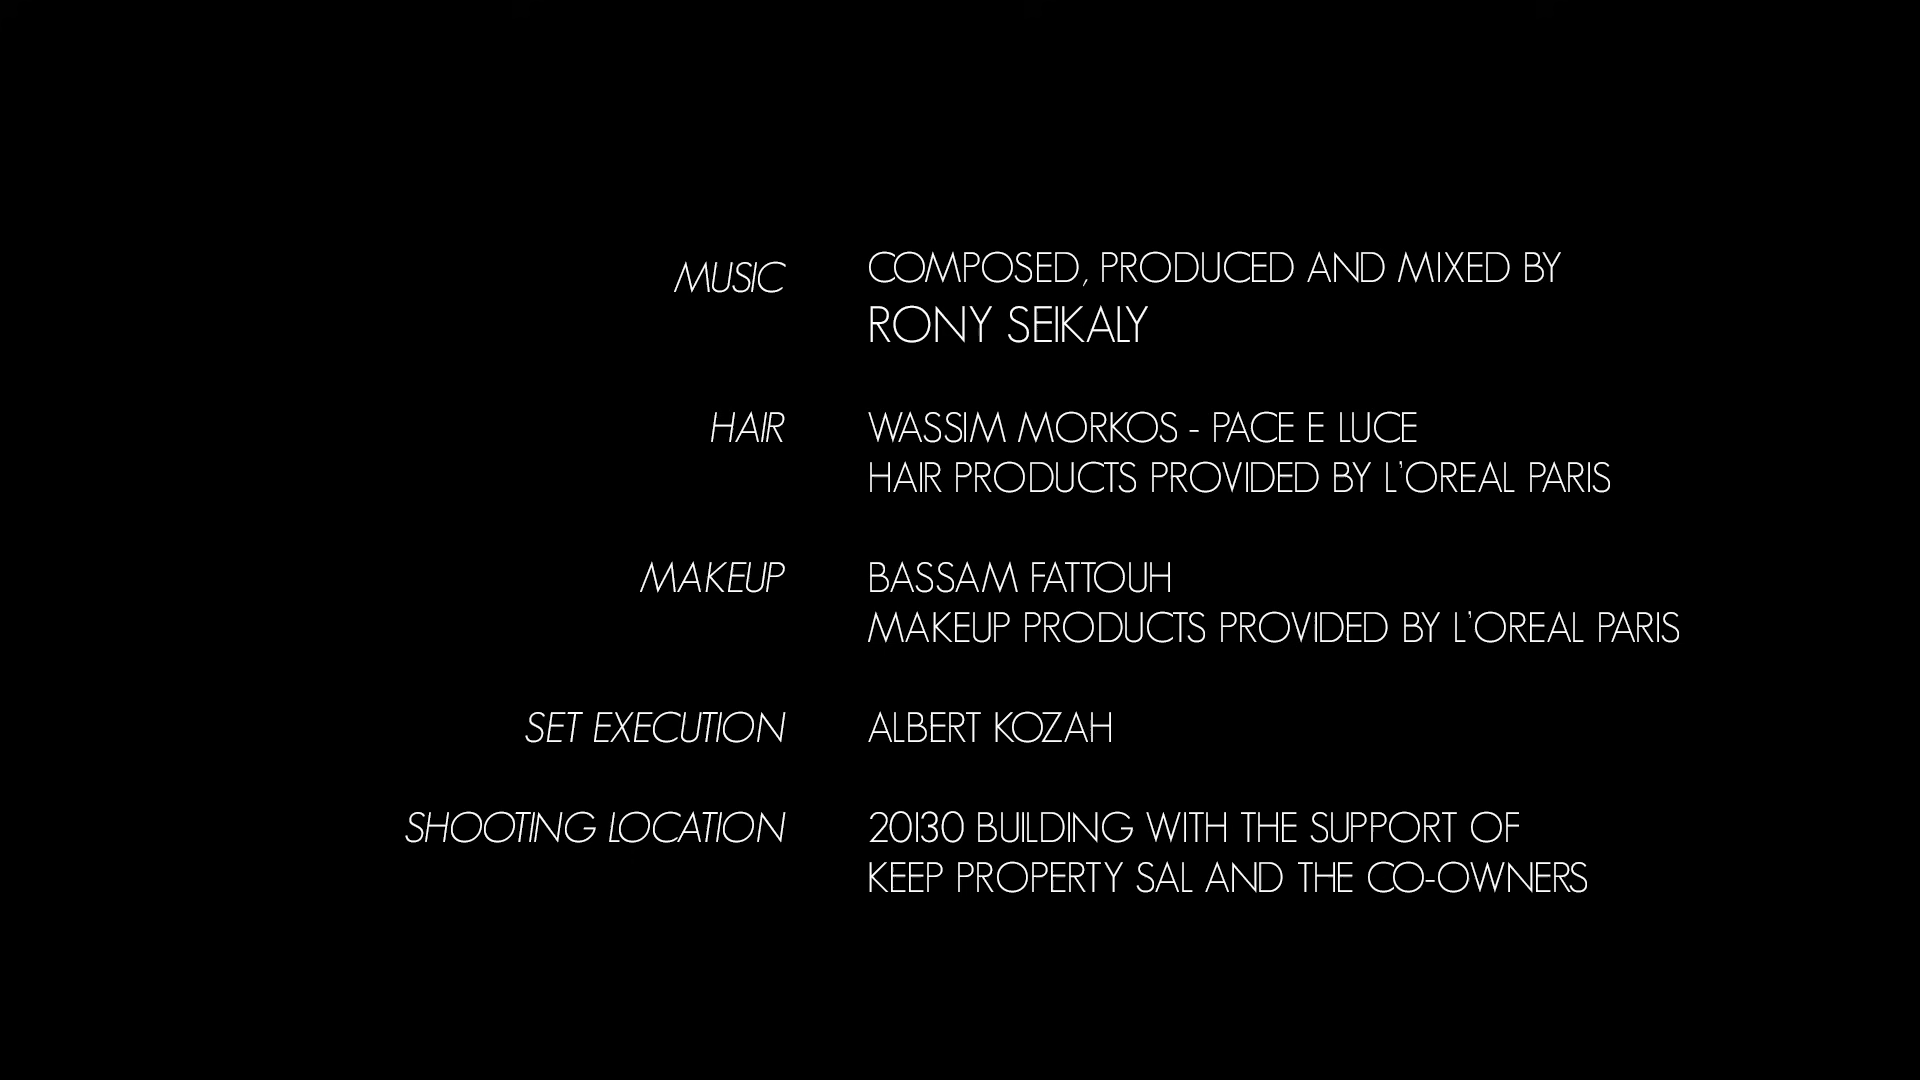 MUSIC COMPOSED, PRODUCED AND MIXED BY
RONY SEIKALY
HAIR WASSIM MORKOS - PACE E LUCE
HAIR PRODUCTS PROVIDED BY L'OREAL PARIS
MAKEUP BASSAM FATTOUH
MAKEUP PRODUCTS PROVIDED BY L'OREAL PARIS
SET EXECUTION ALBERT KOZAH
SHOOTING LOCATION 20130 BUILDING WITH THE SUPPORT OF
KEEP PROPERTY SAL AND THE CO-OWNERS